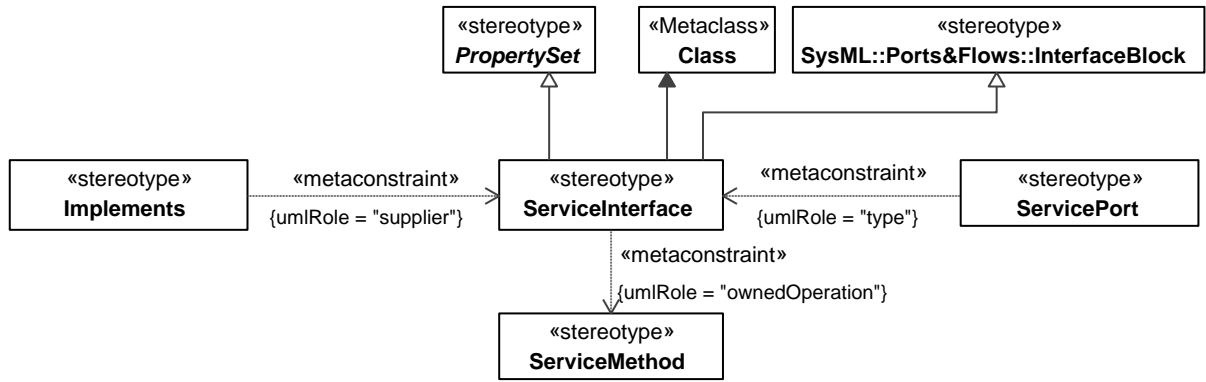 «stereotype»
PropertySet
«Metaclass»
Class
«stereotype»
SysML::Ports&Flows::InterfaceBlock
«stereotype»
Implements
«metaconstraint»
{umlRole = "supplier"}
«stereotype»
ServiceInterface
«metaconstraint»
{umlRole = "type"}
«stereotype»
ServicePort
«metaconstraint»
{umlRole = "ownedOperation"}
«stereotype»
ServiceMethod